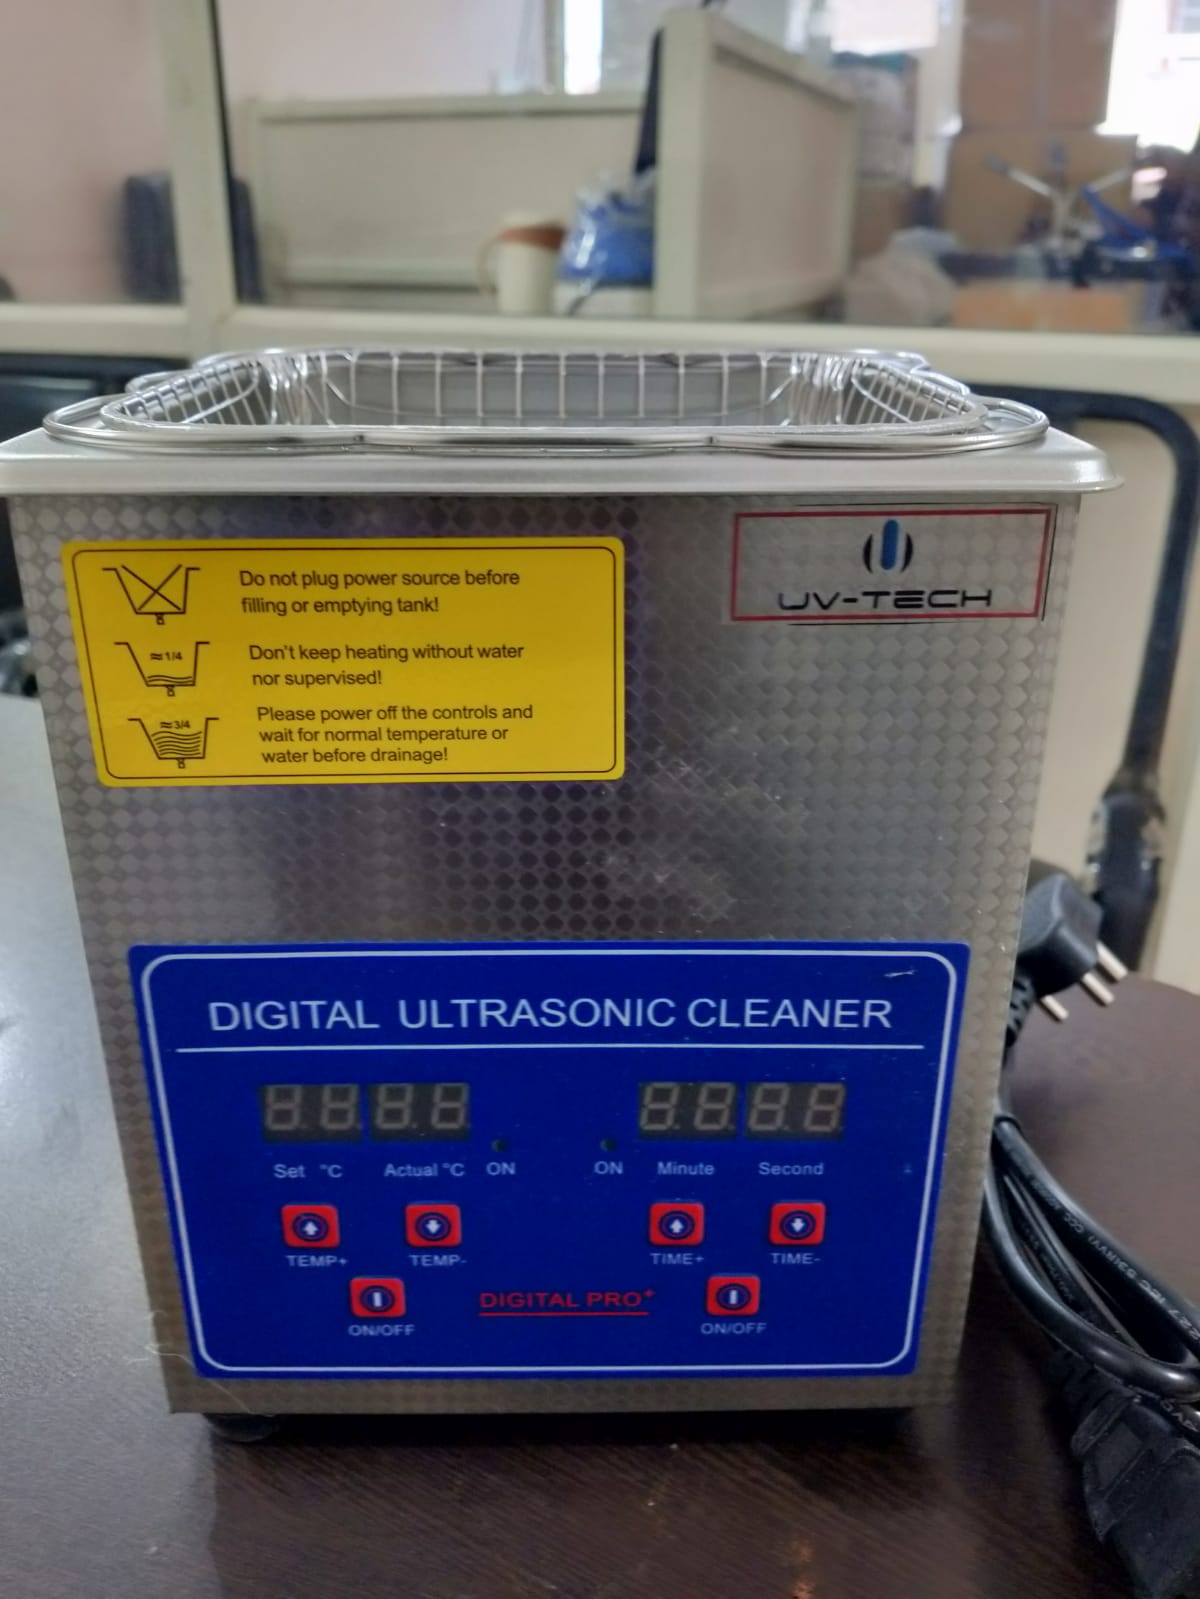 Do not plug power source before
filling or emptying tank!
≈1/4
Don't keep heating without water
nor supervised!
≈3/4
Please power off the controls and
wait for normal temperature or
water before drainage!
UV-TECH
DIGITAL ULTRASONIC CLEANER
Set °C
Actual °C
ON
ON
Minute
Second
TEMP+
TEMP-
TIME+
TIME-
ON/OFF
DIGITAL PRO+
ON/OFF